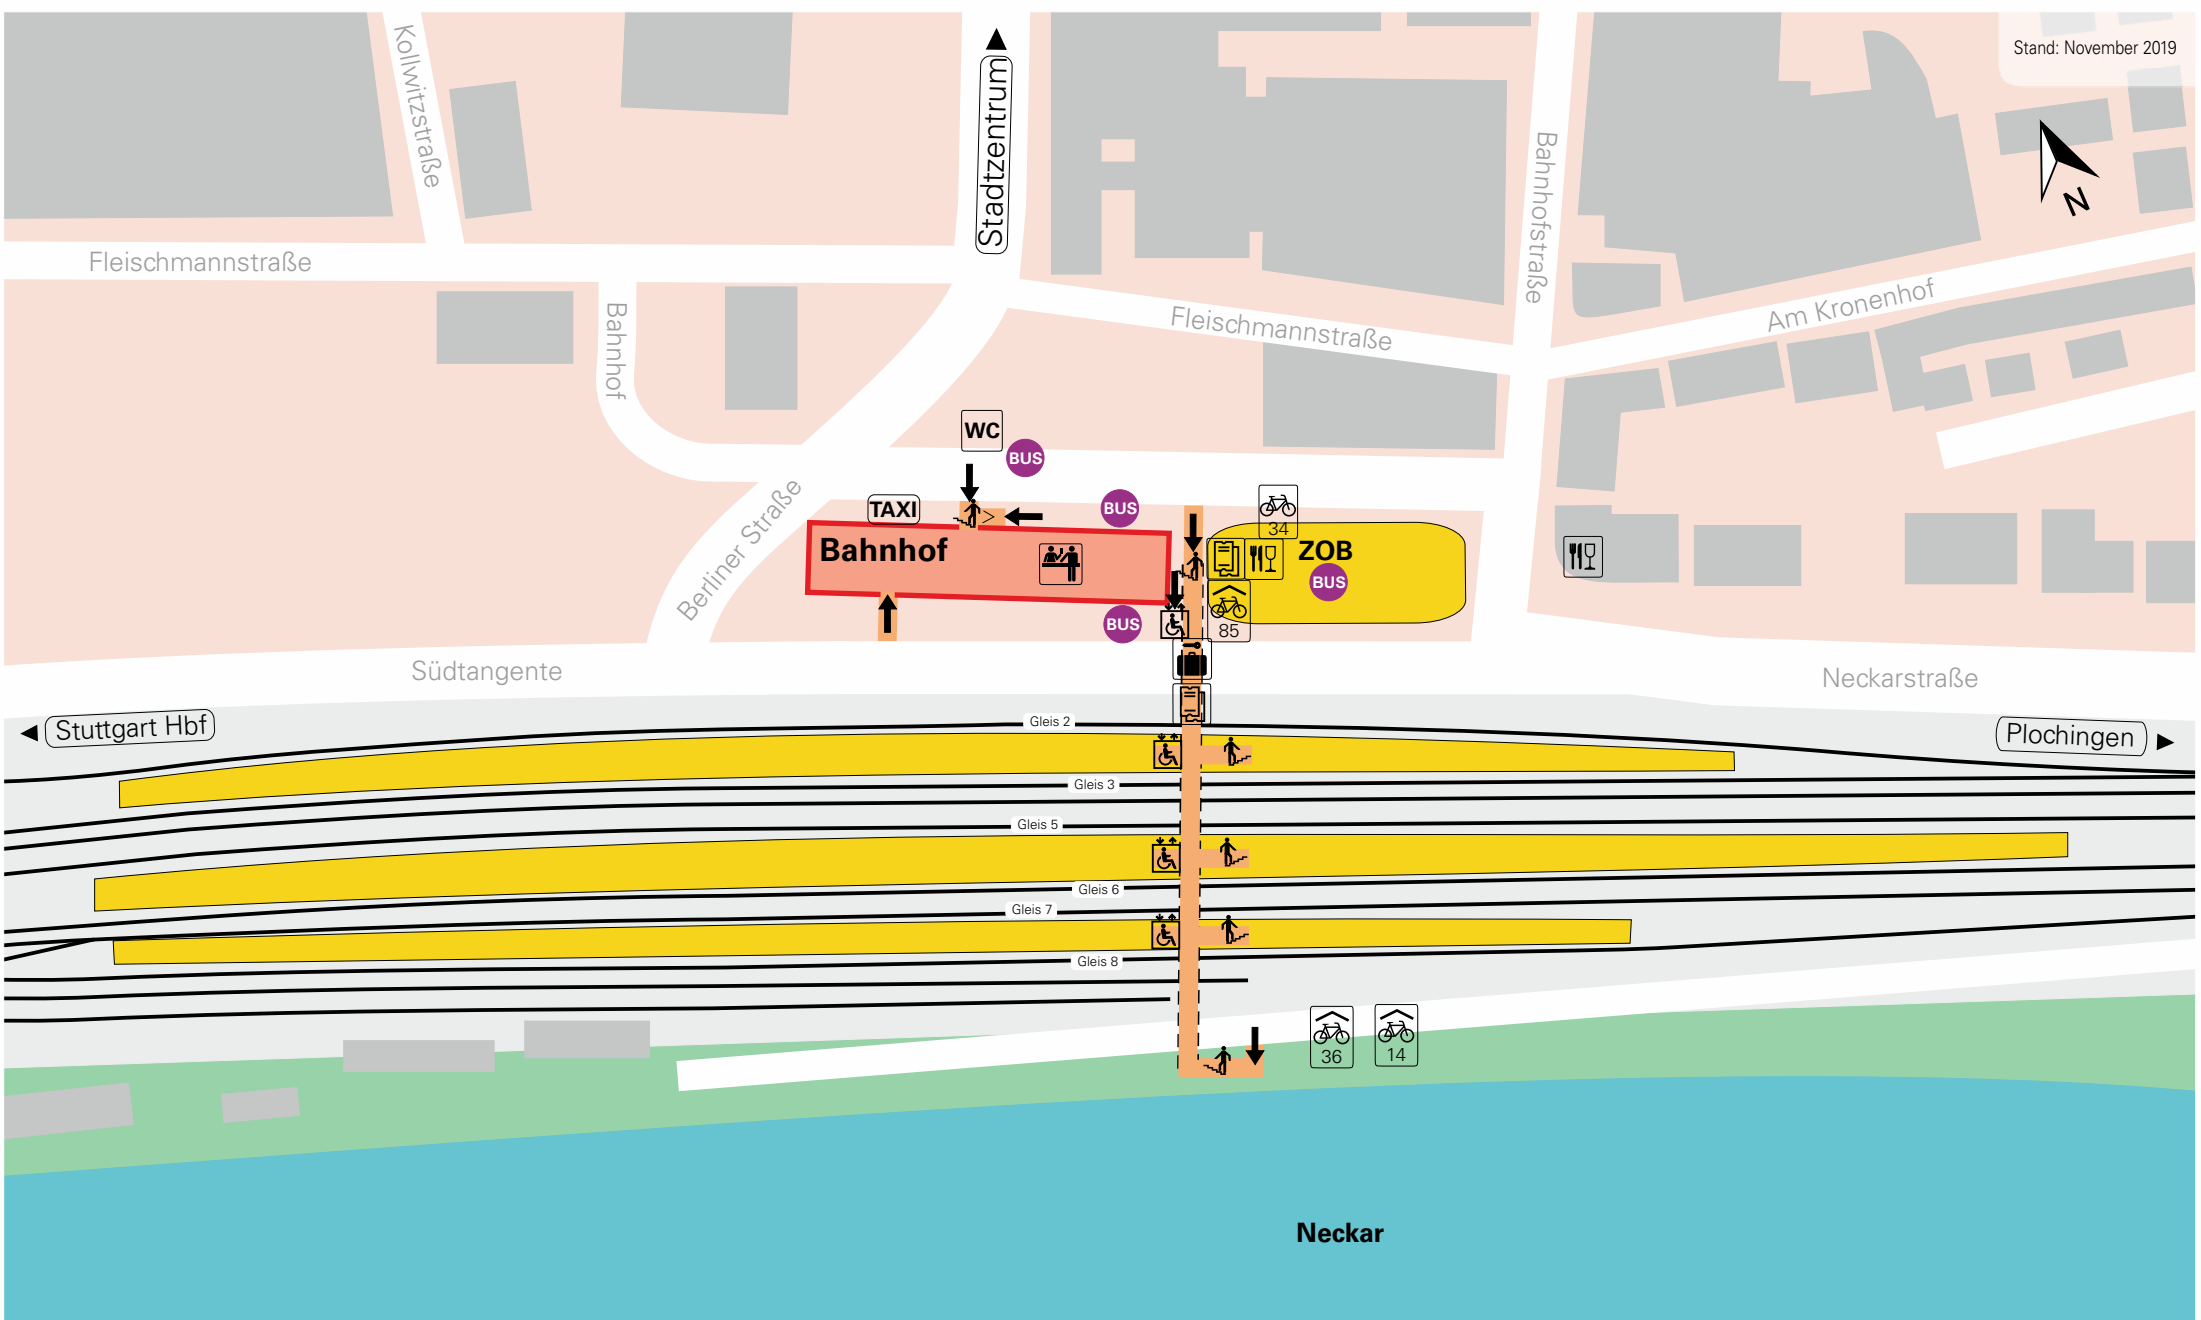 Stand: November 2019
Kollwitzstraße
Stadtzentrum
Bahnhofstraße
N
Fleischmannstraße
Bahnhof
Fleischmannstraße
Am Kronenhof
WC
BUS
TAXI
>
BUS
34
Berliner Straße
Bahnhof
ZOB
BUS
BUS
85
Südtangente
Neckarstraße
Stuttgart Hbf
Gleis 2
Plochingen
Gleis 3
Gleis 5
Gleis 6
Gleis 7
Gleis 8
36
14
Neckar